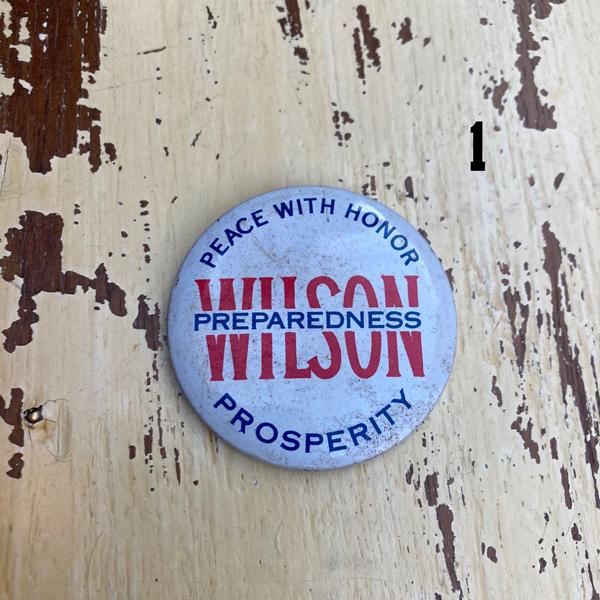 1
PEACE WITH HONOR
WILSON
PREPAREDNESS
PROSPERITY